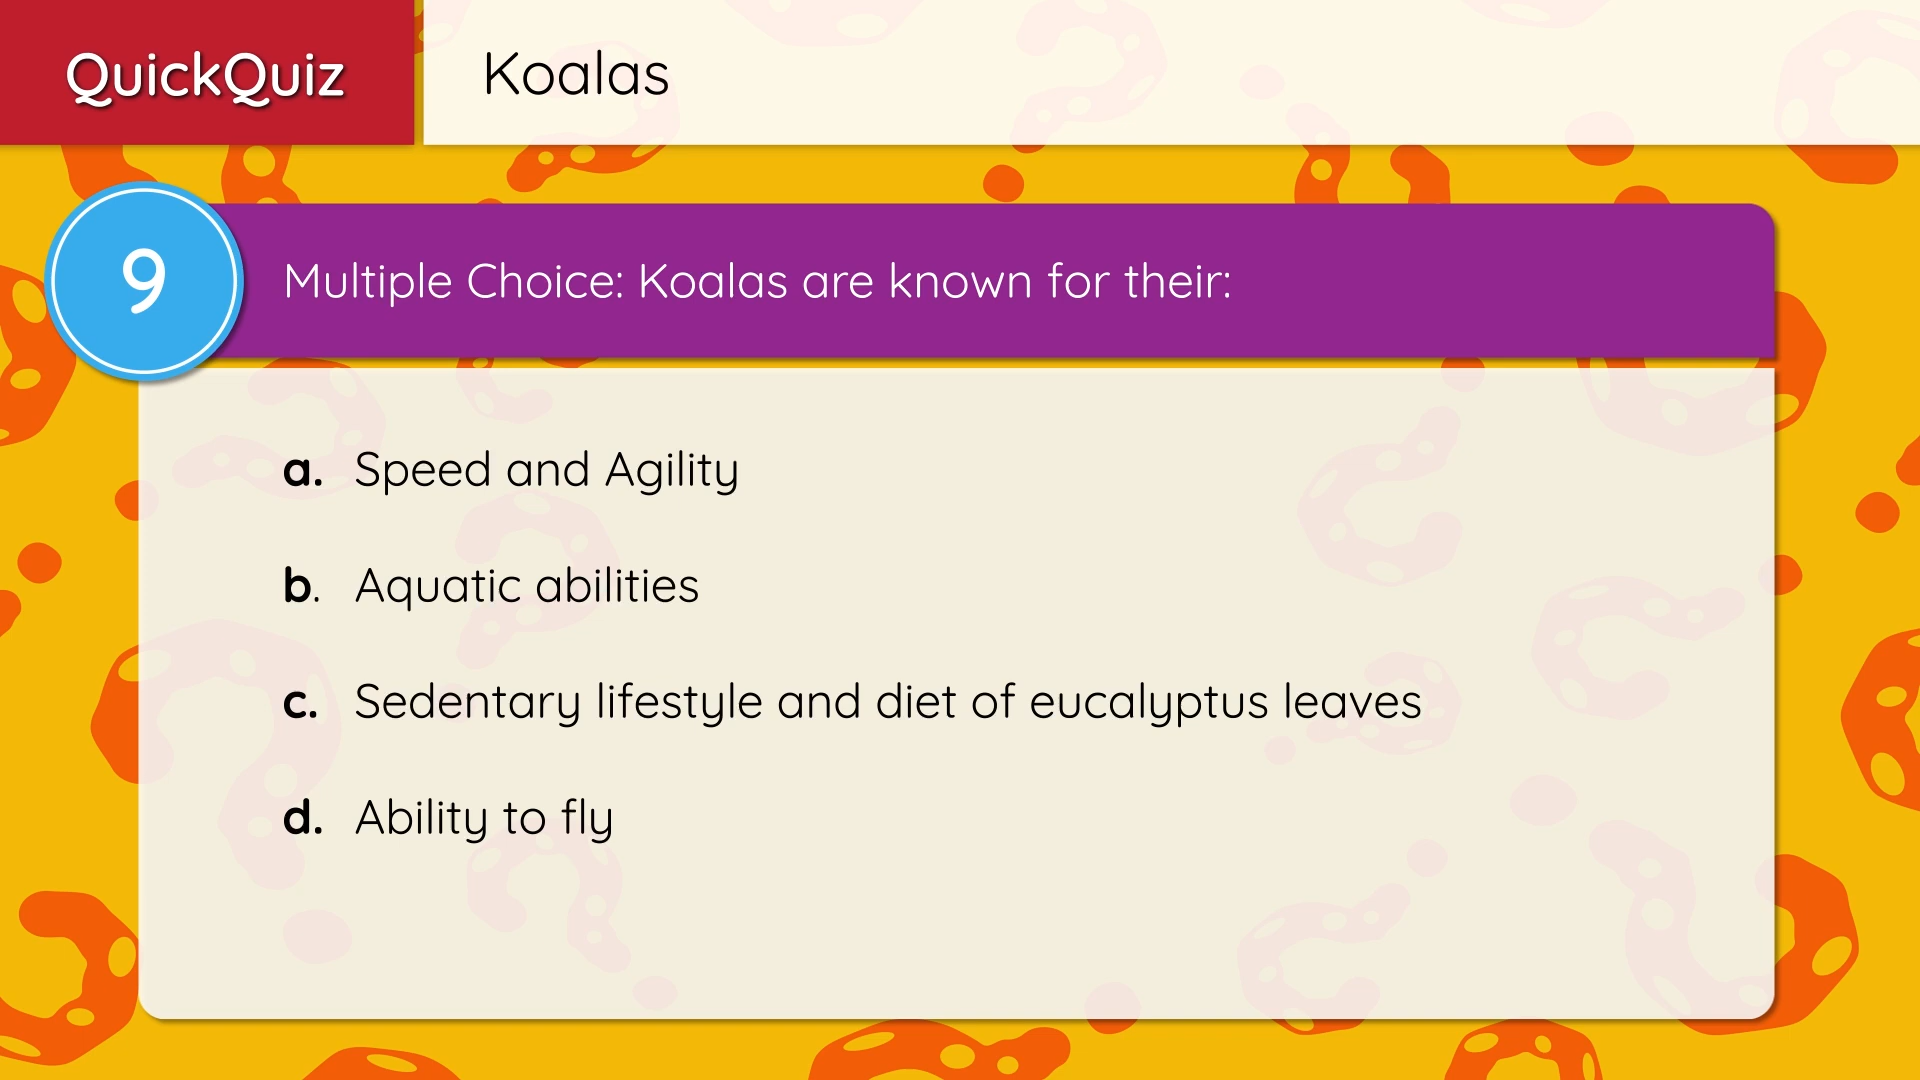 QuickQuiz
Koalas
9
Multiple Choice: Koalas are known for their:
a. Speed and Agility
b. Aquatic abilities
c. Sedentary lifestyle and diet of eucalyptus leaves
d. Ability to fly